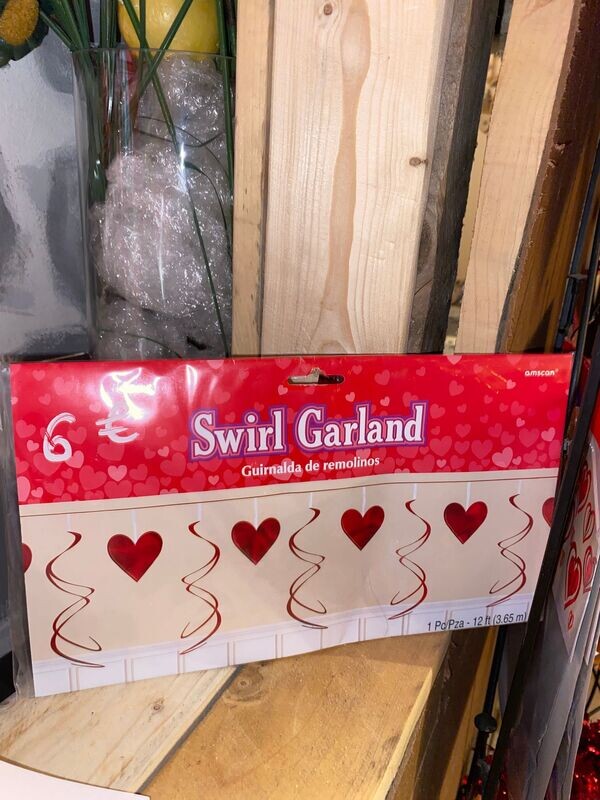 amscan
6 €
Swirl Garland
Guirnalda de remolinos
1 Pc/Pza - 12 ft (3.65 m)